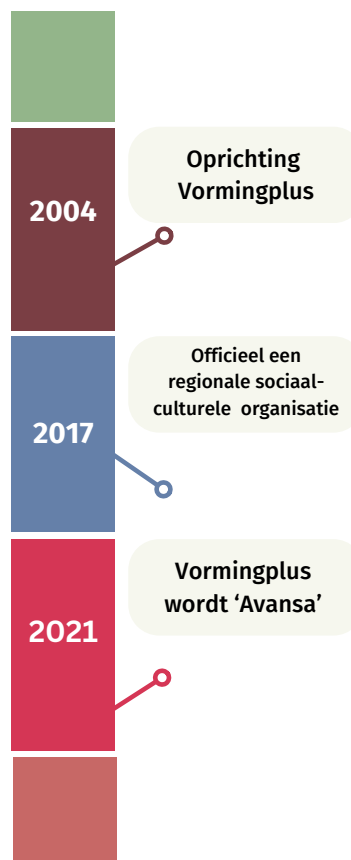 2004
Oprichting
Vormingplus
2017
Officieel een
regionale sociaal-
culturele organisatie
2021
Vormingplus
wordt ‘Avansa’